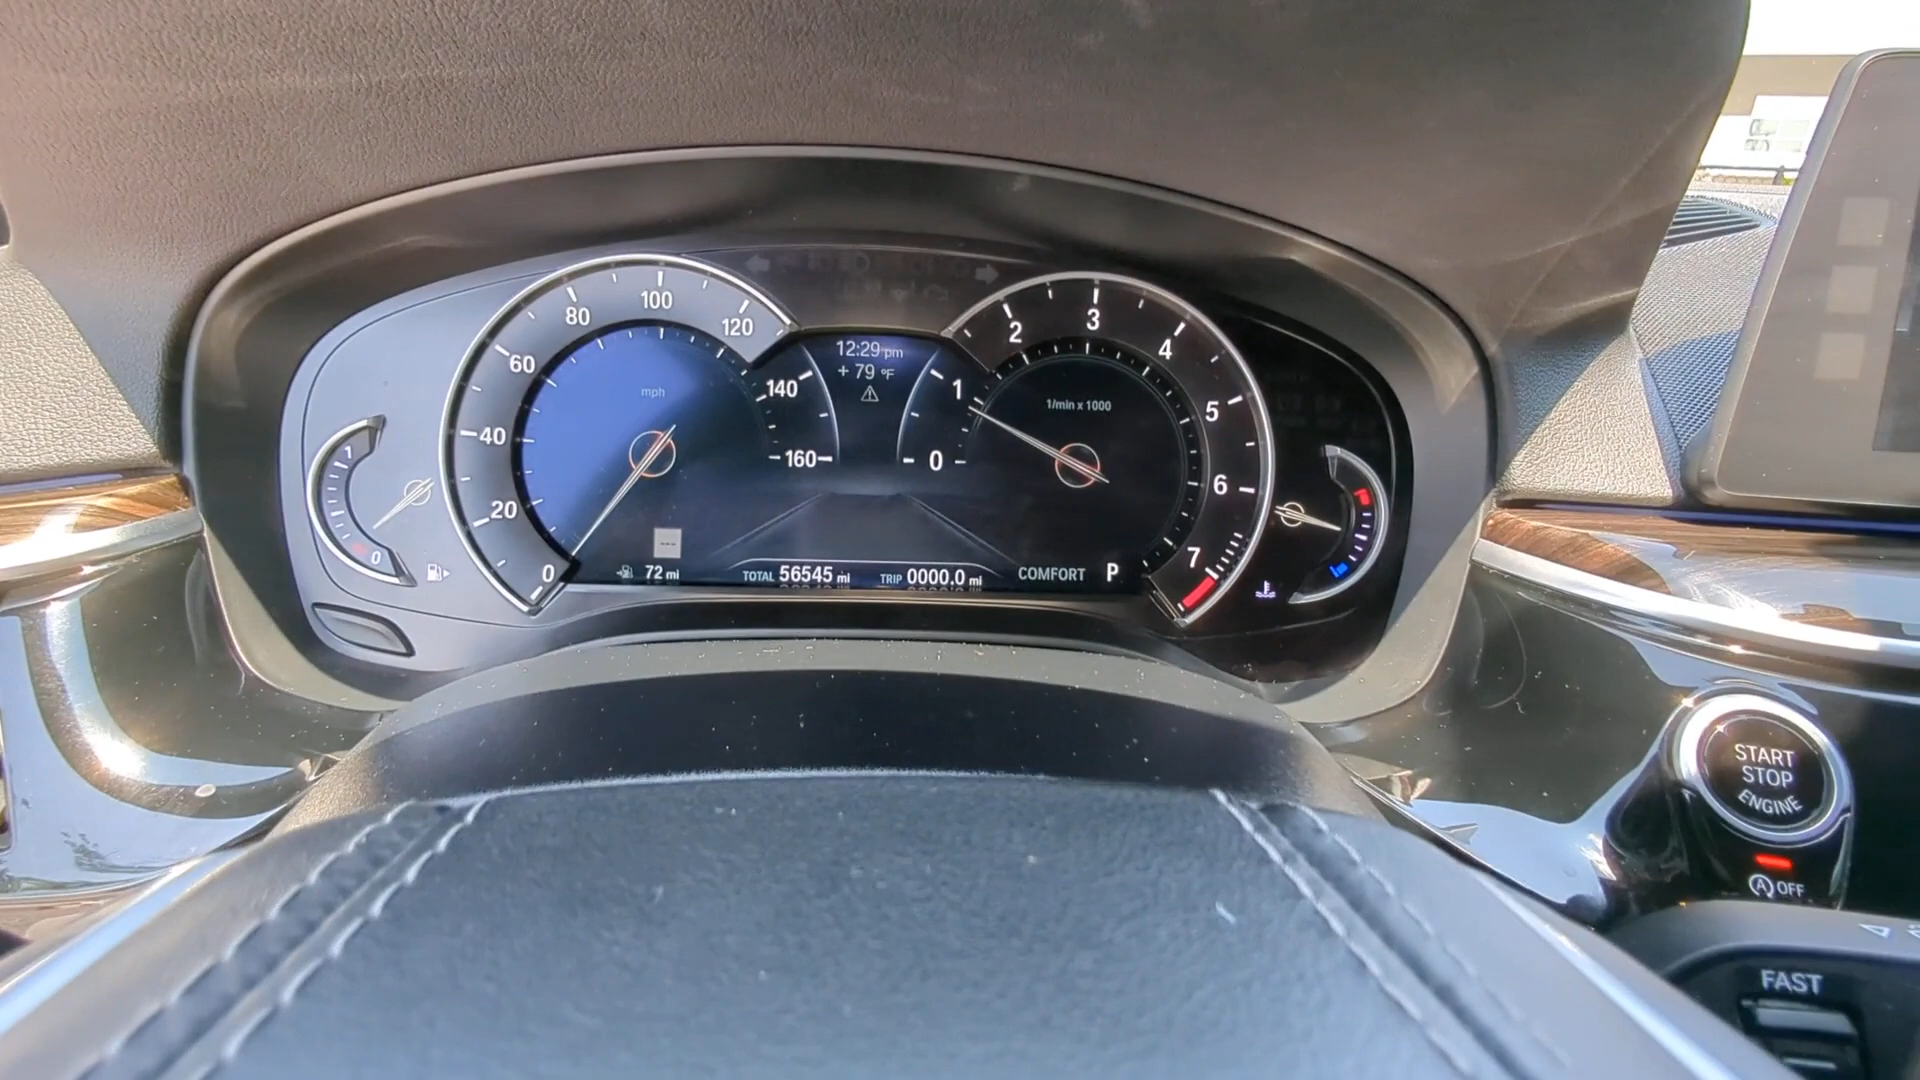 0
20
40
60
80
100
120
140
160
mph
12:29 pm
+ 79 °F
1/min x 1000
0
1
2
3
4
5
6
7
1
0
72 mi
TOTAL 56545 mi
TRIP 0000.0 mi
COMFORT P
START
STOP
ENGINE
A OFF
FAST